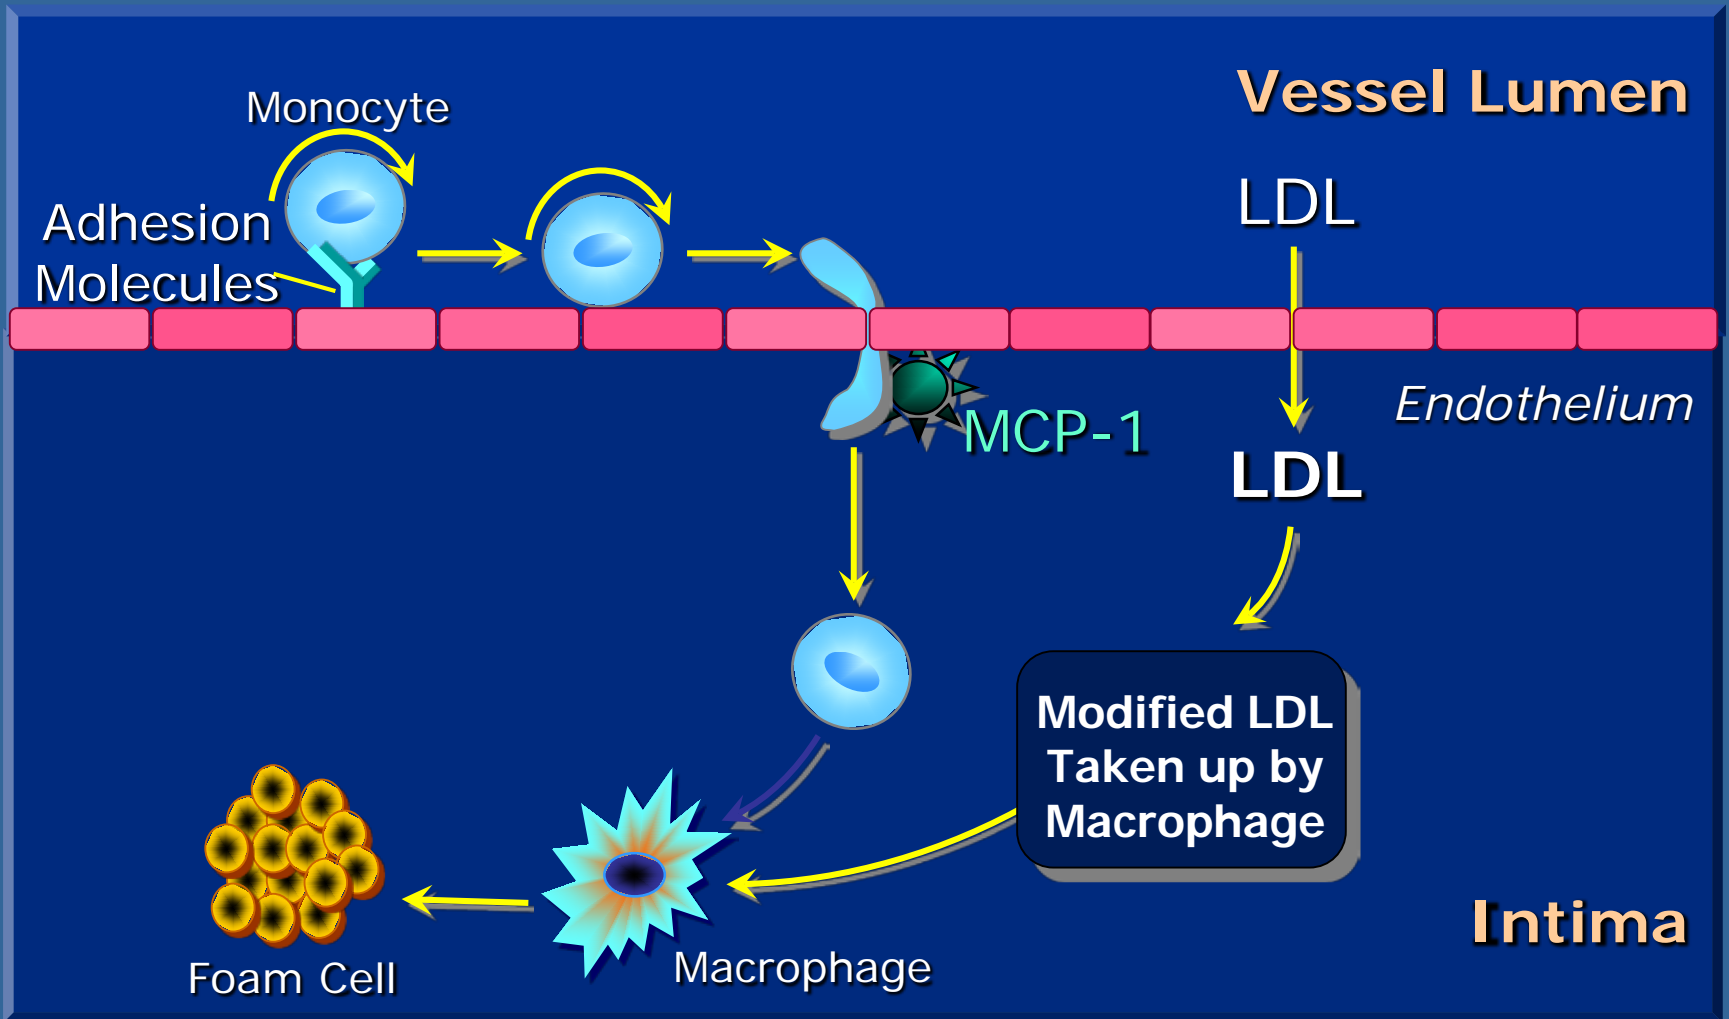 Vessel Lumen
Monocyte
Adhesion
Molecules
LDL
Endothelium
MCP-1
LDL
Modified LDL
Taken up by
Macrophage
Intima
Macrophage
Foam Cell